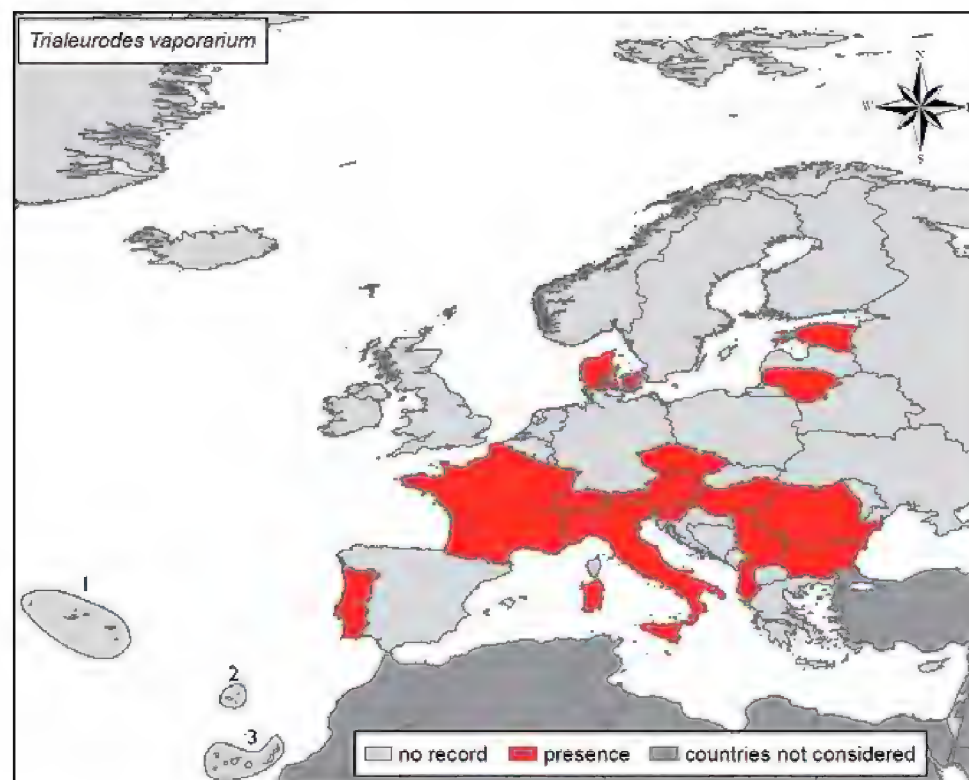 Trialeurodes vaporarium
N
W
S
1
2
3
no record presence countries not considered